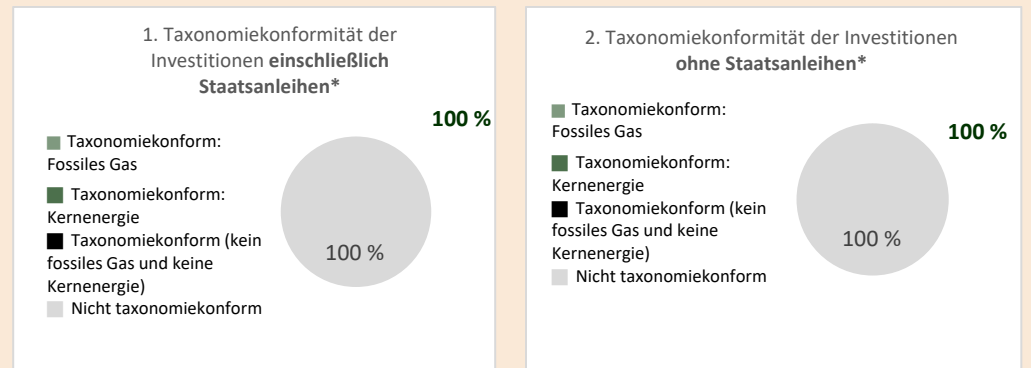 1. Taxonomiekonformität der
Investitionen einschließlich
Staatsanleihen*
100 %
Taxonomiekonform:
Fossiles Gas
Taxonomiekonform:
Kernenergie
Taxonomiekonform (kein
fossiles Gas und keine
Kernenergie)
Nicht taxonomiekonform
100 %
2. Taxonomiekonformität der Investitionen
ohne Staatsanleihen*
100 %
Taxonomiekonform:
Fossiles Gas
Taxonomiekonform:
Kernenergie
Taxonomiekonform (kein
fossiles Gas und keine
Kernenergie)
Nicht taxonomiekonform
100 %